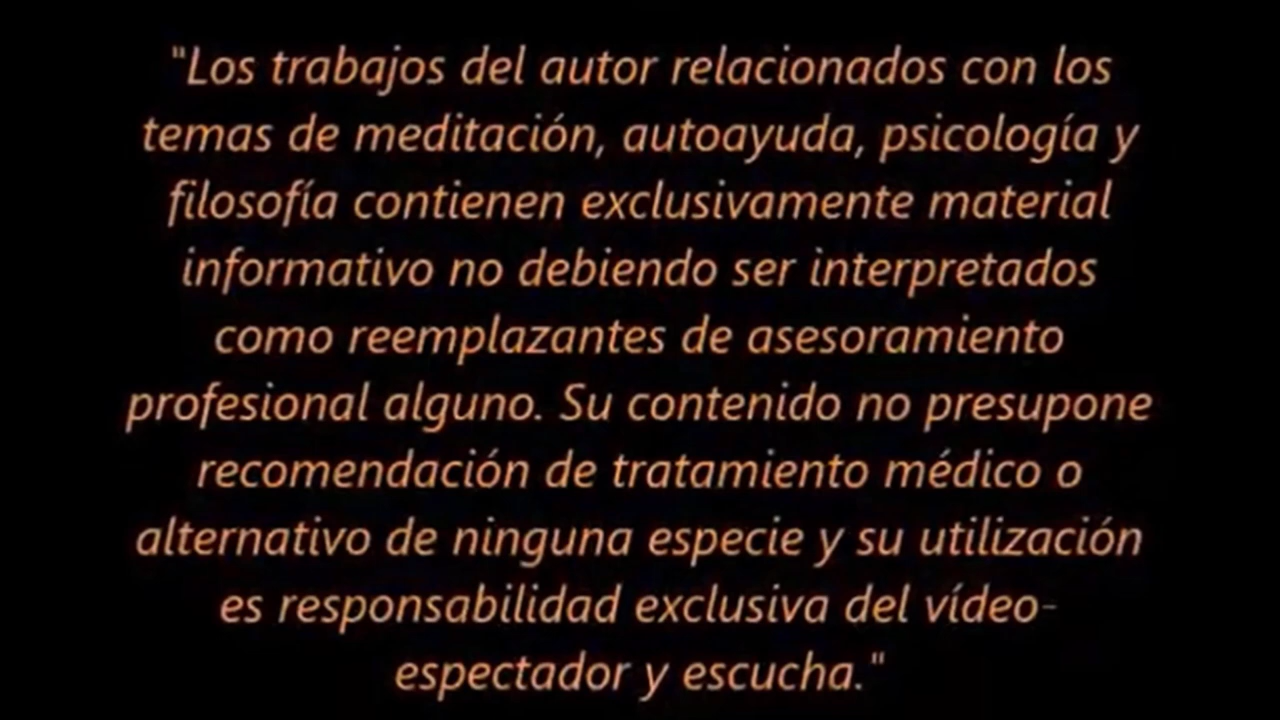 "Los trabajos del autor relacionados con los
temas de meditación, autoayuda, psicología y
filosofía contienen exclusivamente material
informativo no debiendo ser interpretados
como reemplazantes de asesoramiento
profesional alguno. Su contenido no presupone
recomendación de tratamiento médico o
alternativo de ninguna especie y su utilización
es responsabilidad exclusiva del vídeo-
espectador y escucha."